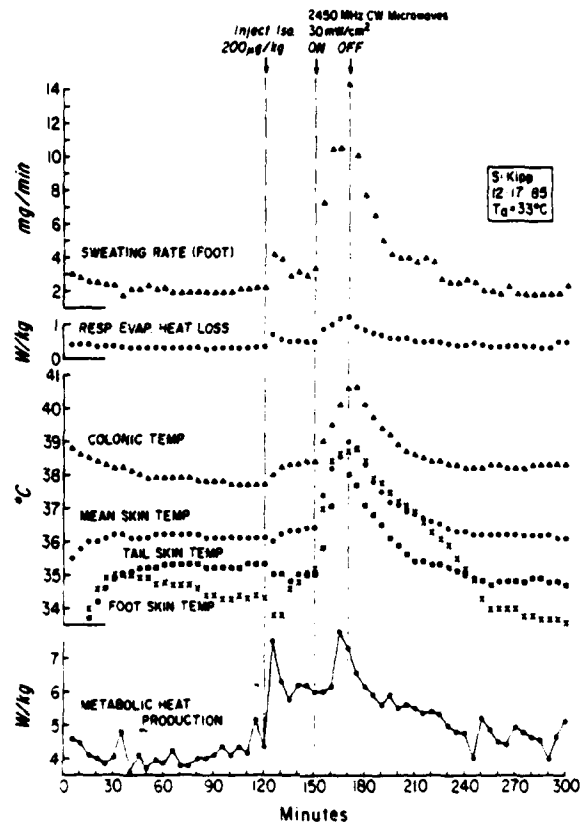 2450 MHz CW Microwaves
Inject Iso. 30 mW/cm²
200 µg/kg ON OFF
14
12
10
8
6
4
2
mg/min
S: Kipp
12 17 85
Ta = 33°C
SWEATING RATE (FOOT)
1
0
W/kg
RESP EVAP. HEAT LOSS
41
40
39
38
37
36
35
34
°C
COLONIC TEMP
MEAN SKIN TEMP
TAIL SKIN TEMP
FOOT SKIN TEMP
7
6
5
4
W/kg
METABOLIC HEAT
PRODUCTION
0 30 60 90 120 150 180 210 240 270 300
Minutes